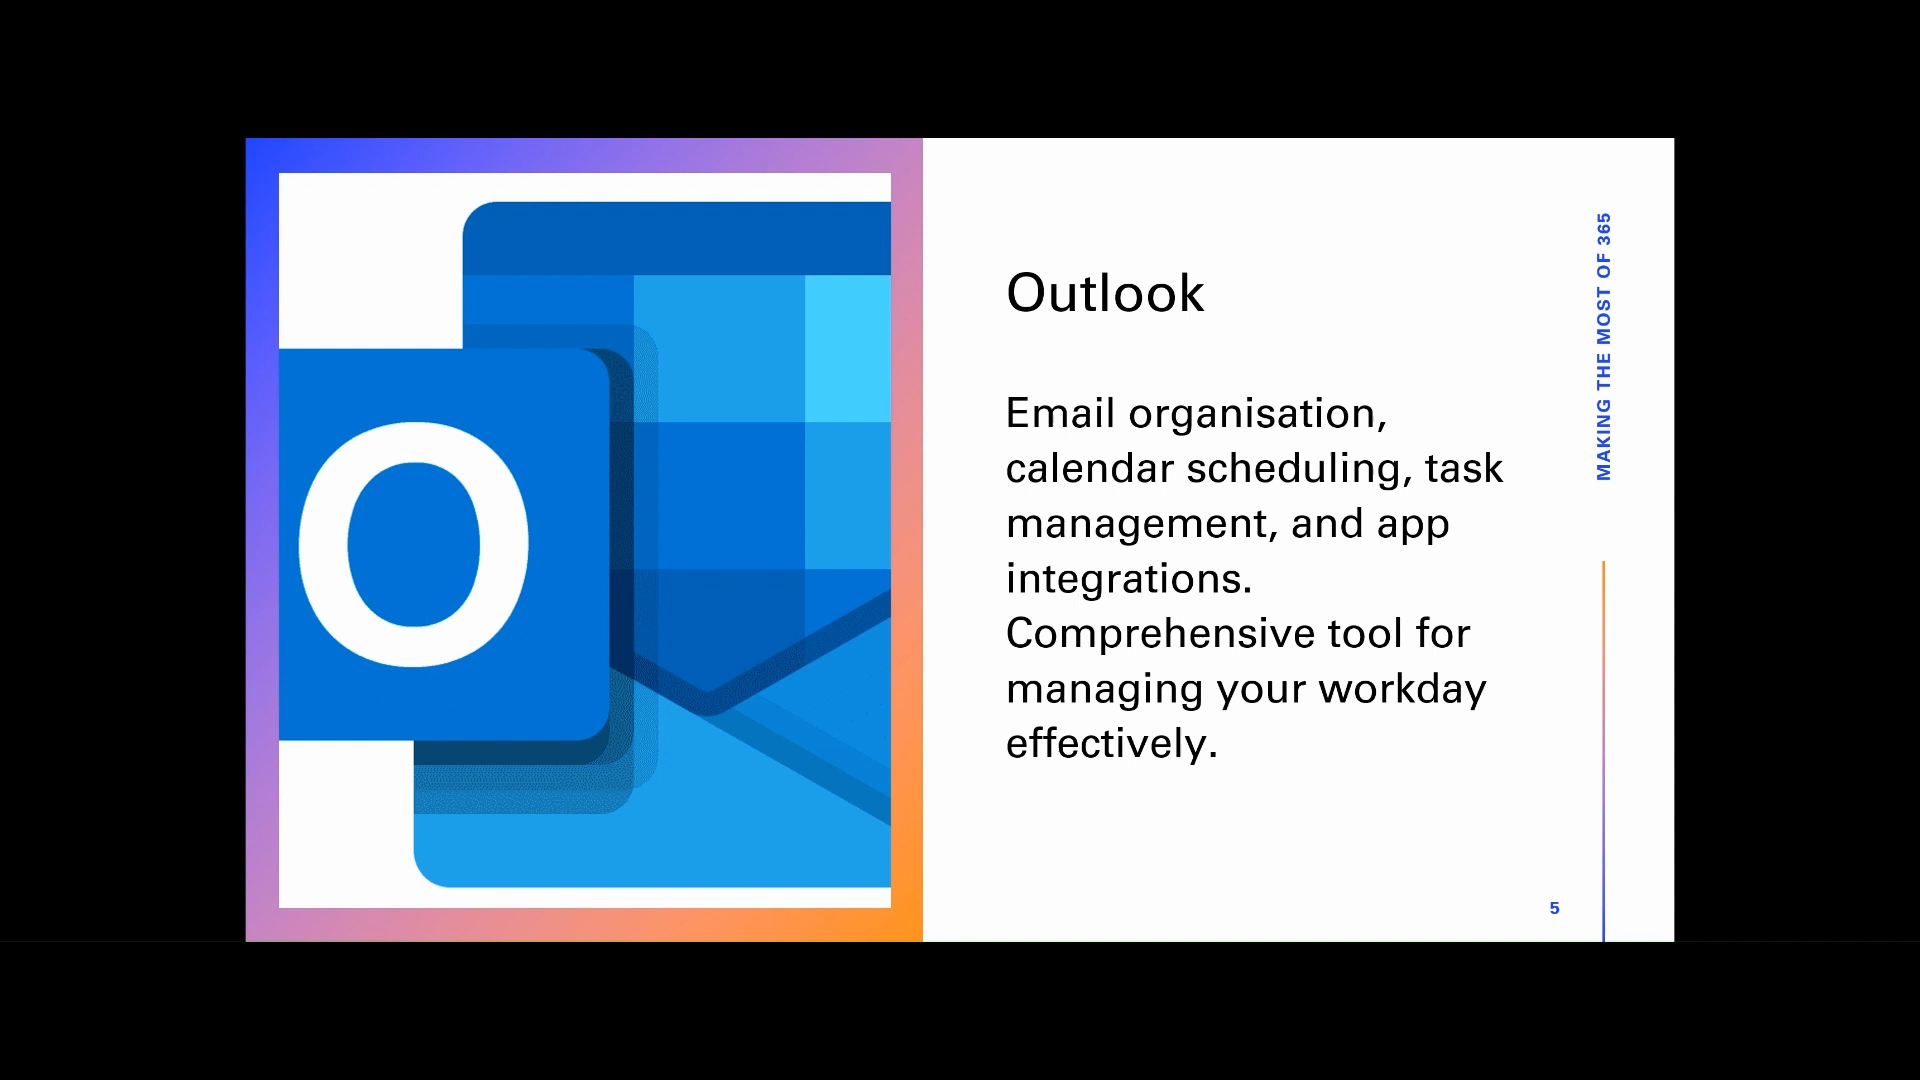 O
Outlook
Email organisation,
calendar scheduling, task
management, and app
integrations.
Comprehensive tool for
managing your workday
effectively.
MAKING THE MOST OF 365
5